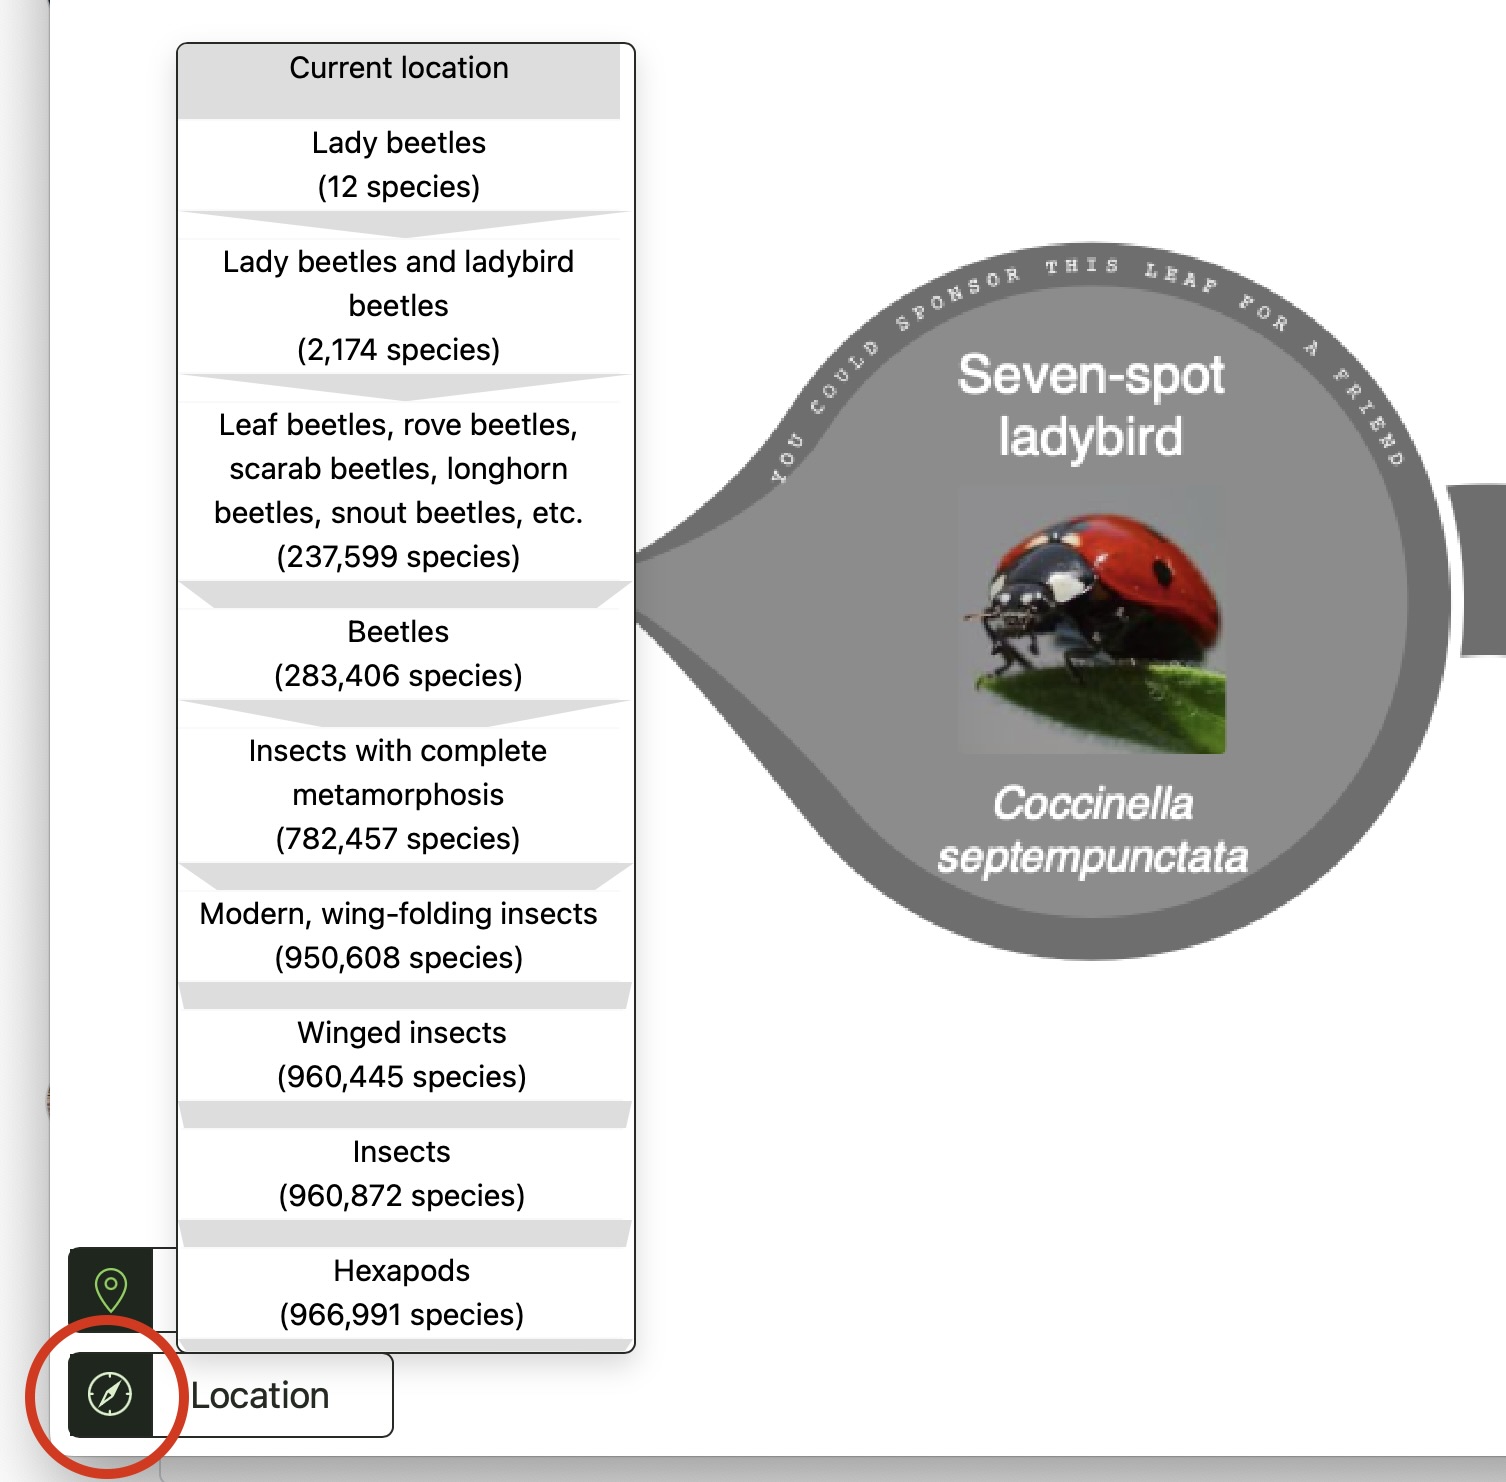 Current location
Lady beetles
(12 species)
Lady beetles and ladybird
beetles
(2,174 species)
Leaf beetles, rove beetles,
scarab beetles, longhorn
beetles, snout beetles, etc.
(237,599 species)
Beetles
(283,406 species)
Insects with complete
metamorphosis
(782,457 species)
Modern, wing-folding insects
(950,608 species)
Winged insects
(960,445 species)
Insects
(960,872 species)
Hexapods
(966,991 species)
Location
YOU COULD SPONSOR THIS LEAF FOR A FRIEND
Seven-spot
ladybird
Coccinella
septempunctata